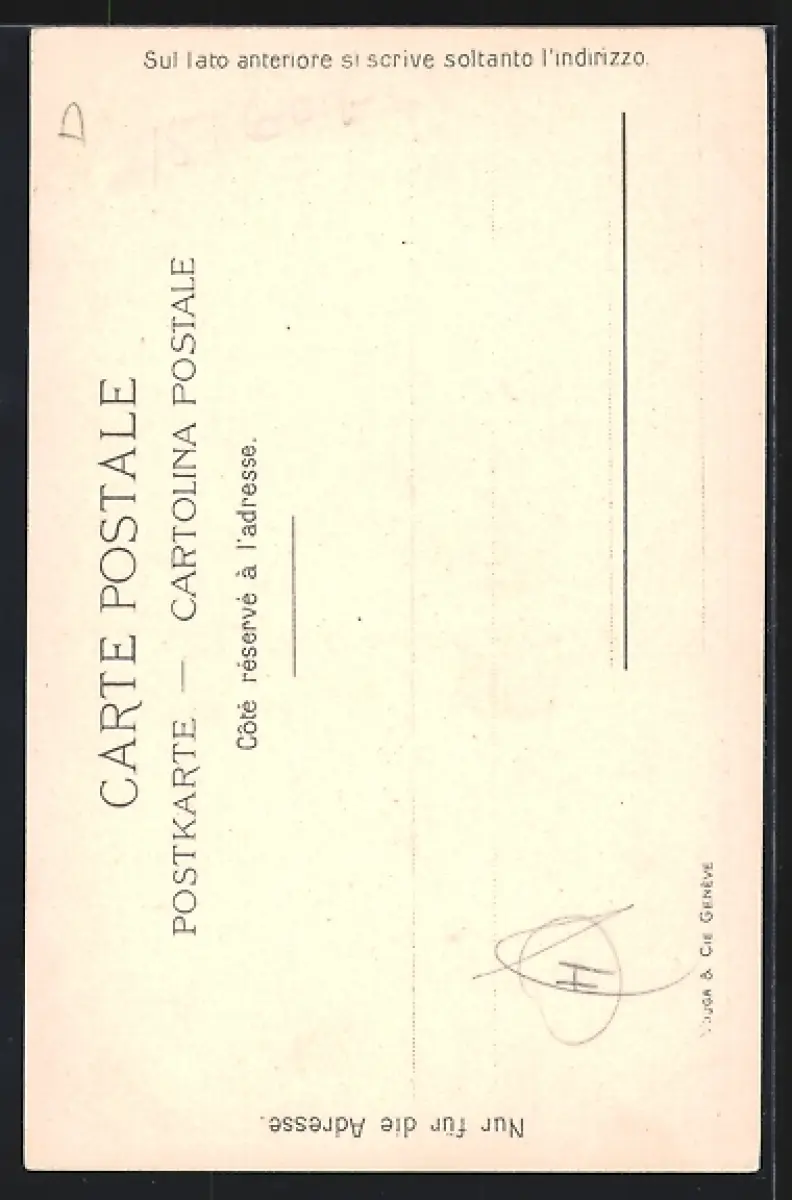 Sul lato anteriore si scrive soltanto l'indirizzo.
D
CARTE POSTALE
POSTKARTE — CARTOLINA POSTALE
Côté réservé à l'adresse.
H
& CIE GENÈVE
Nur für die Adresse.